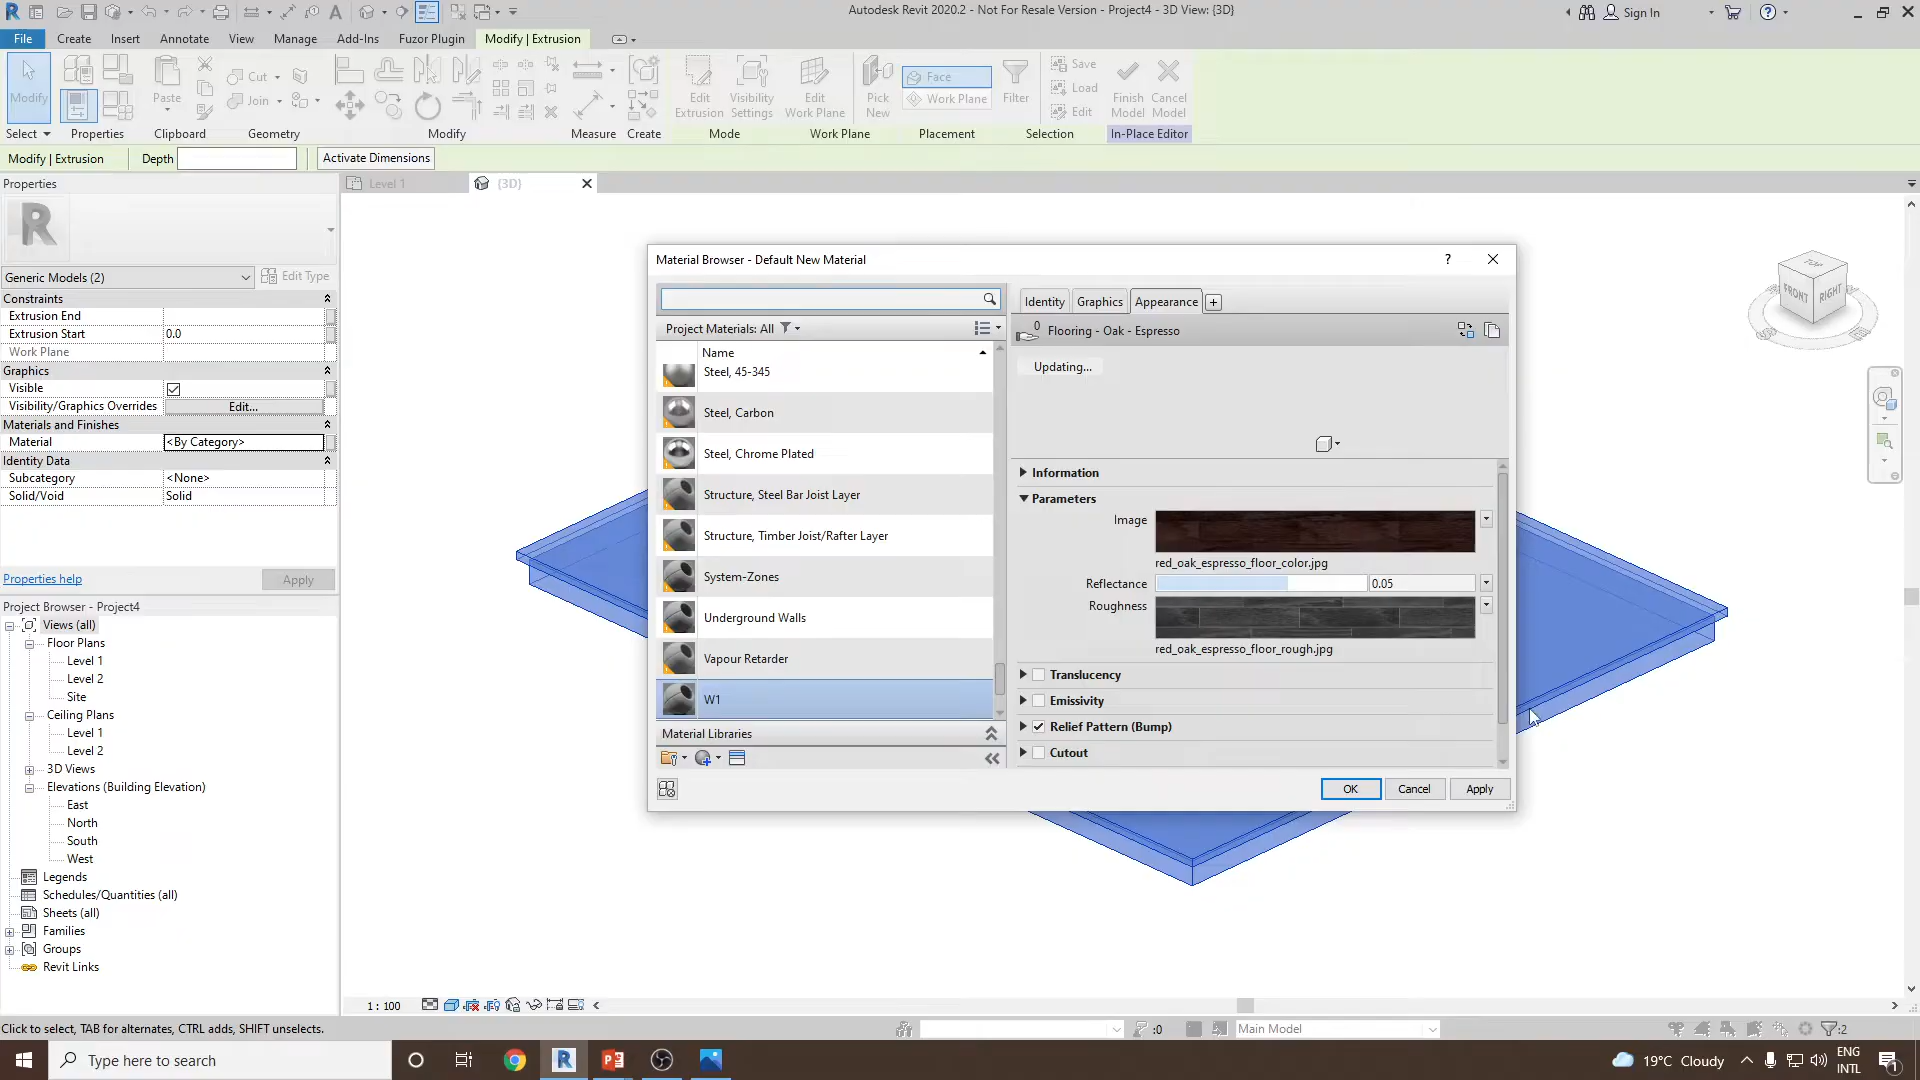 Autodesk Revit 2020.2 - Not For Resale Version - Project4 - 3D View: {3D}
Sign In
File Create Insert Annotate View Manage Add-Ins Fuzor Plugin Modify | Extrusion
Modify
Paste
Cut
Join
Edit Extrusion
Visibility Settings
Edit Work Plane
Pick New
Face
Work Plane
Filter
Save
Load
Edit
Finish Model
Cancel Model
Select Properties Clipboard Geometry Modify Measure Create Mode Work Plane Placement Selection In-Place Editor
Modify | Extrusion Depth Activate Dimensions
Properties
Level 1
{3D}
R
Generic Models (2) Edit Type
Constraints
Extrusion End
Extrusion Start 0.0
Work Plane
Graphics
Visible
Visibility/Graphics Overrides Edit...
Materials and Finishes
Material <By Category>
Identity Data
Subcategory <None>
Solid/Void Solid
Properties help Apply
Project Browser - Project4
Views (all)
Floor Plans
Level 1
Level 2
Site
Ceiling Plans
Level 1
Level 2
3D Views
Elevations (Building Elevation)
East
North
South
West
Legends
Schedules/Quantities (all)
Sheets (all)
Families
Groups
Revit Links
Material Browser - Default New Material
?
Project Materials: All
Name
Steel, 45-345
Steel, Carbon
Steel, Chrome Plated
Structure, Steel Bar Joist Layer
Structure, Timber Joist/Rafter Layer
System-Zones
Underground Walls
Vapour Retarder
W1
Material Libraries
Identity Graphics Appearance +
0 Flooring - Oak - Espresso
Updating...
Information
Parameters
Image
red_oak_espresso_floor_color.jpg
Reflectance 0.05
Roughness
red_oak_espresso_floor_rough.jpg
Translucency
Emissivity
Relief Pattern (Bump)
Cutout
OK Cancel Apply
TOP
FRONT RIGHT
1 : 100
Click to select, TAB for alternates, CTRL adds, SHIFT unselects.
:0
Main Model
:2
Type here to search
19°C Cloudy
ENG
INTL
1